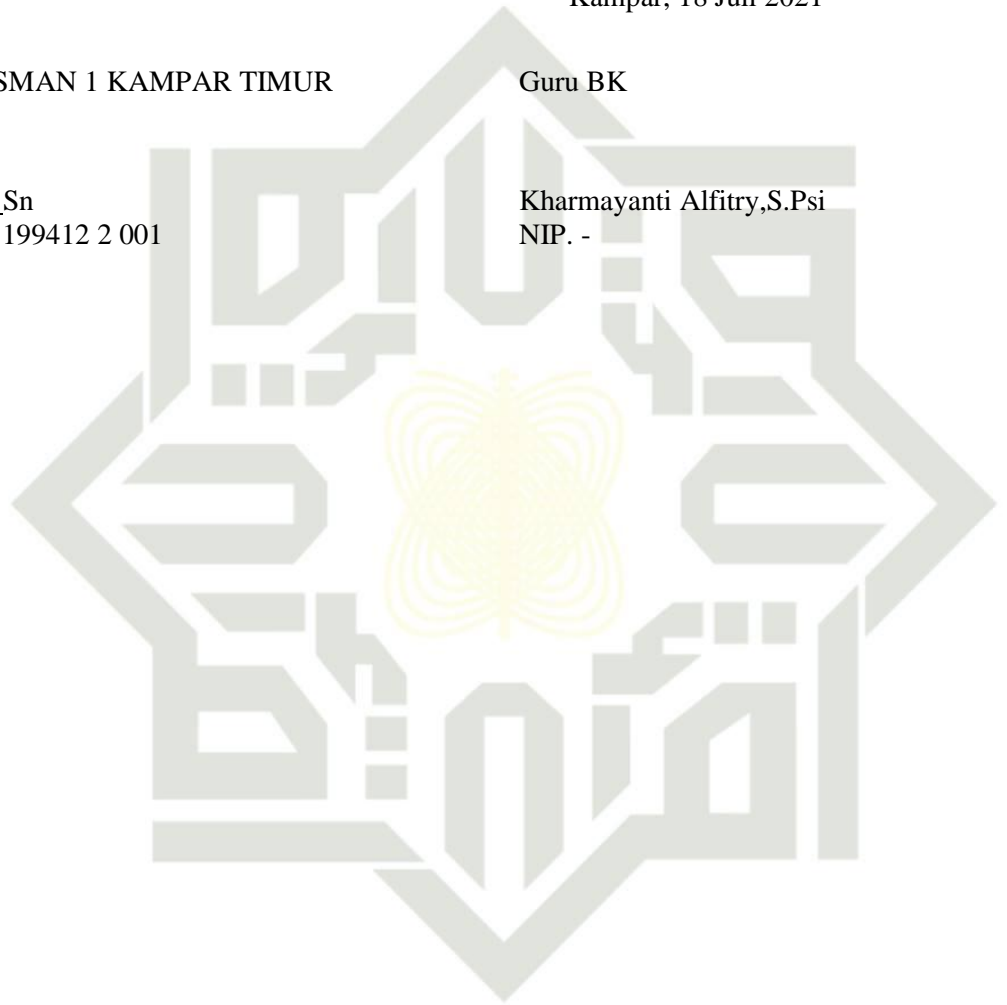 Kampar, 18 Juli 2021
SMAN 1 KAMPAR TIMUR Guru BK
Sn Kharmayanti Alfitry,S.Psi
199412 2 001 NIP. -